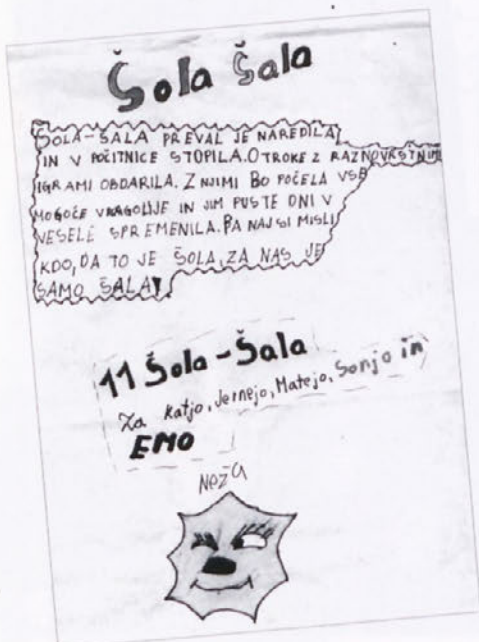 Šola Šala
ŠOLA-ŠALA PREVAL JE NAREDILA
IN V POČITNICE STOPILA. OTROKE Z RAZNOVRSTNIMI
IGRAMI OBDARILA. Z NJIMI BO POČELA VSE
MOGOČE VRAGOLIJE IN JIM PUSTE DNI V
VESELE SPREMENILA. PA NAJ SI MISLI
KDO, DA TO JE ŠOLA, ZA NAS JE
SAMO ŠALA!
11 Šola-Šala
Za Katjo, Jernejo, Matejo, Sonjo in
EMO
Neža